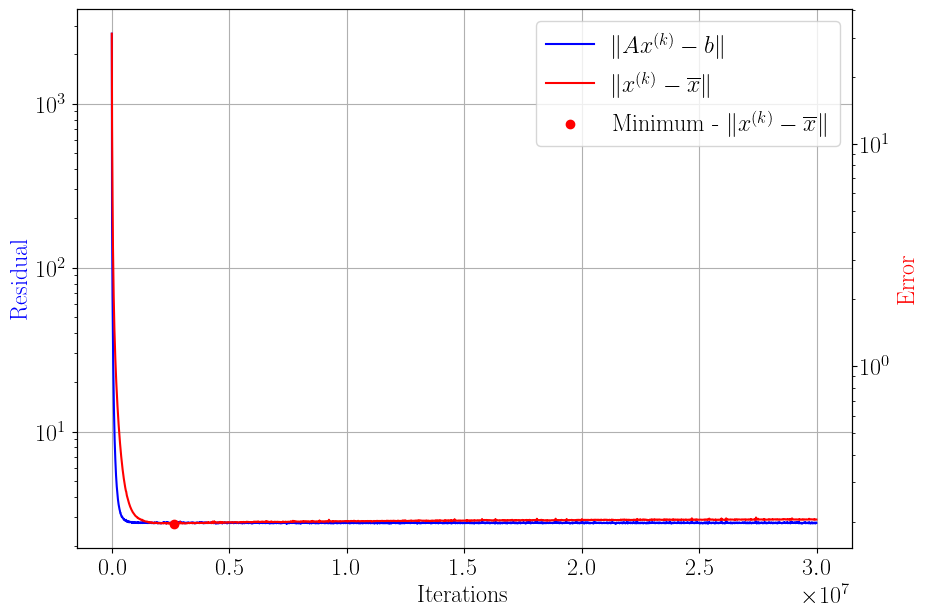 ‖Ax^{(k)} − b‖
‖x^{(k)} − x̅‖
Minimum - ‖x^{(k)} − x̅‖
Residual
10^3
10^2
10^1
Error
10^1
10^0
0.0 0.5 1.0 1.5 2.0 2.5 3.0
Iterations
×10^7